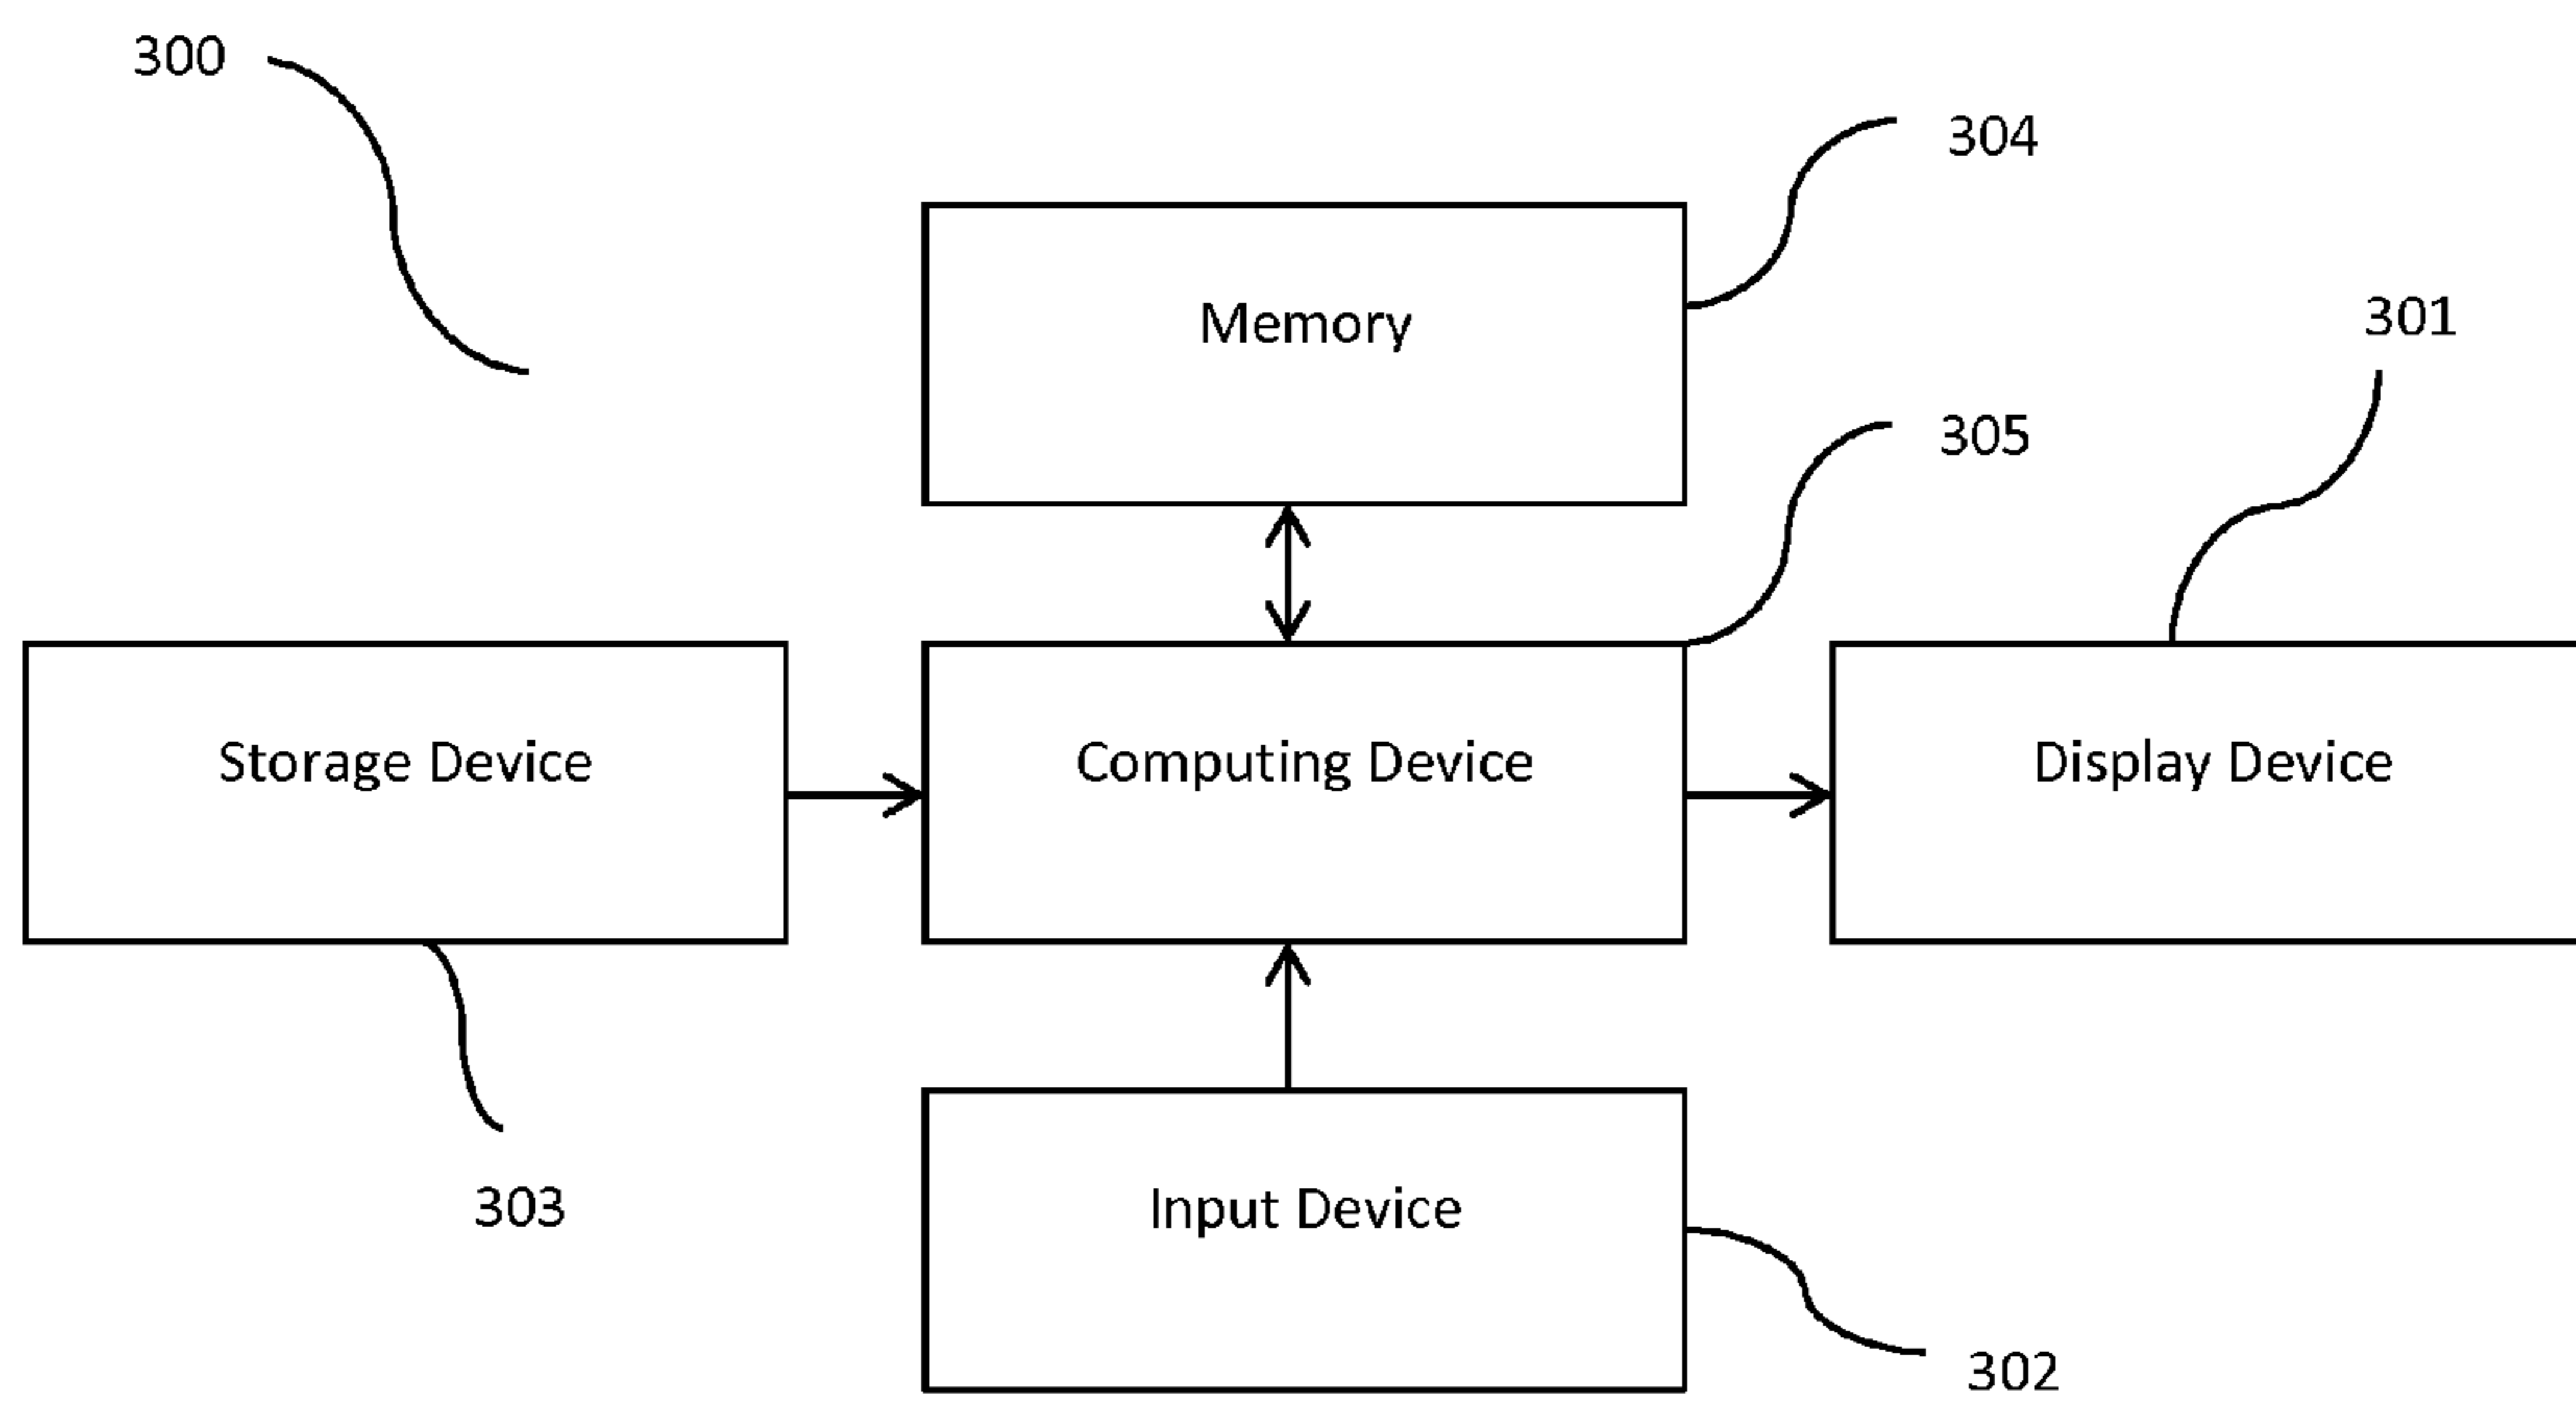 300
304
Memory
301
305
Storage Device
Computing Device
Display Device
303
Input Device
302